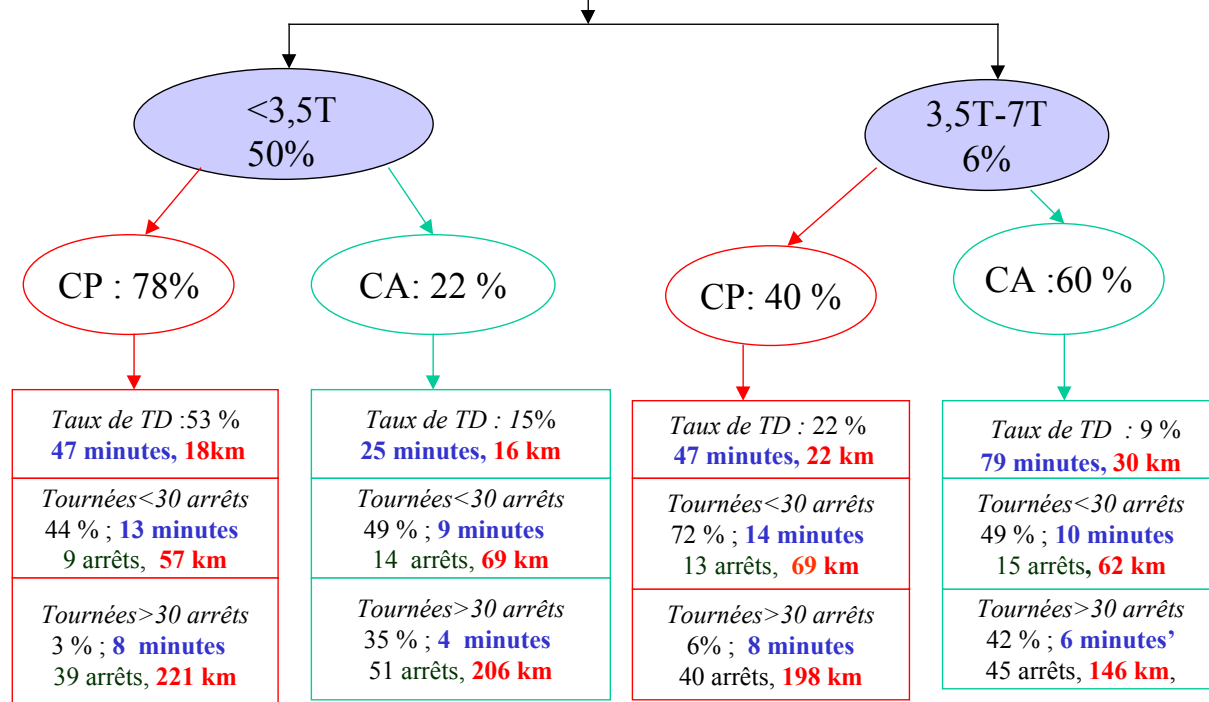 <3,5T
50%
3,5T-7T
6%
CP : 78%
CA: 22 %
CP: 40 %
CA :60 %
Taux de TD :53 %
47 minutes, 18km
Tournées<30 arrêts
44 % ; 13 minutes
9 arrêts, 57 km
Tournées>30 arrêts
3 % ; 8 minutes
39 arrêts, 221 km
Taux de TD : 15%
25 minutes, 16 km
Tournées<30 arrêts
49 % ; 9 minutes
14 arrêts, 69 km
Tournées>30 arrêts
35 % ; 4 minutes
51 arrêts, 206 km
Taux de TD : 22 %
47 minutes, 22 km
Tournées<30 arrêts
72 % ; 14 minutes
13 arrêts, 69 km
Tournées>30 arrêts
6% ; 8 minutes
40 arrêts, 198 km
Taux de TD : 9 %
79 minutes, 30 km
Tournées<30 arrêts
49 % ; 10 minutes
15 arrêts, 62 km
Tournées>30 arrêts
42 % ; 6 minutes’
45 arrêts, 146 km,